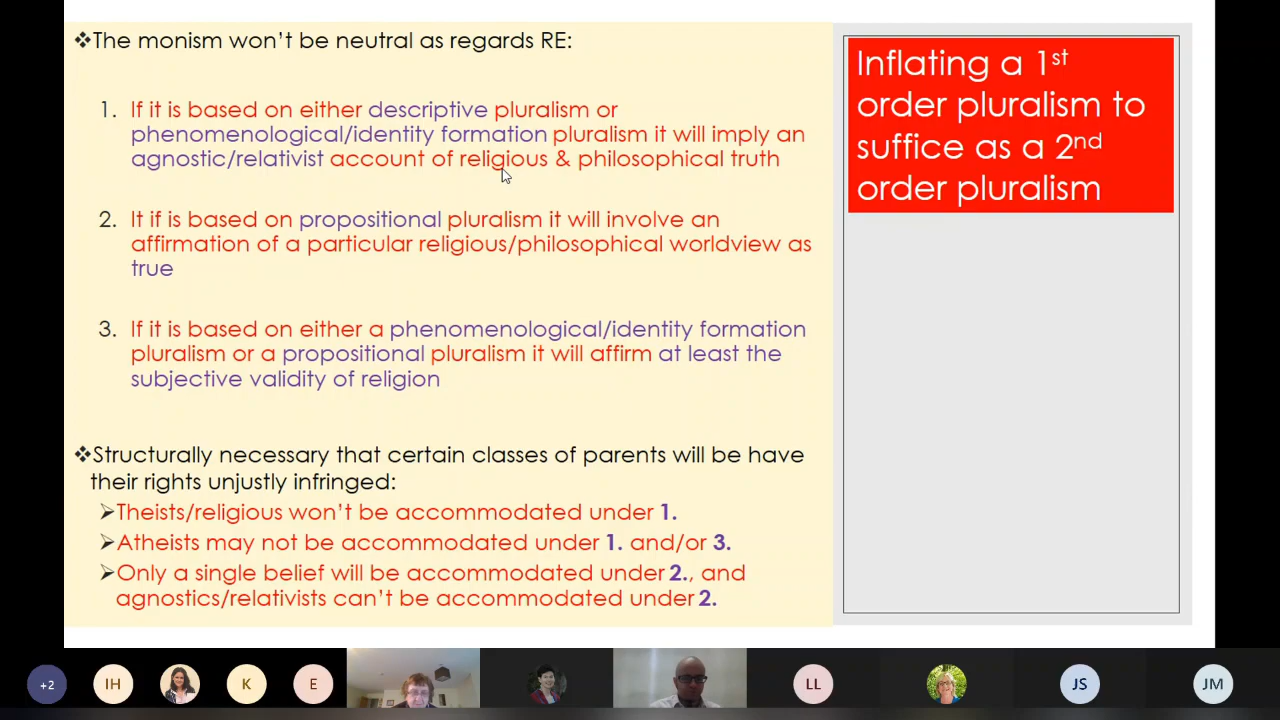 ❖The monism won't be neutral as regards RE:
1. If it is based on either descriptive pluralism or
phenomenological/identity formation pluralism it will imply an
agnostic/relativist account of religious & philosophical truth
2. It if is based on propositional pluralism it will involve an
affirmation of a particular religious/philosophical worldview as
true
3. If it is based on either a phenomenological/identity formation
pluralism or a propositional pluralism it will affirm at least the
subjective validity of religion
❖Structurally necessary that certain classes of parents will be have
their rights unjustly infringed:
➢Theists/religious won't be accommodated under 1.
➢Atheists may not be accommodated under 1. and/or 3.
➢Only a single belief will be accommodated under 2., and
agnostics/relativists can't be accommodated under 2.
Inflating a 1st
order pluralism to
suffice as a 2nd
order pluralism
+2 IH K E LL JS JM